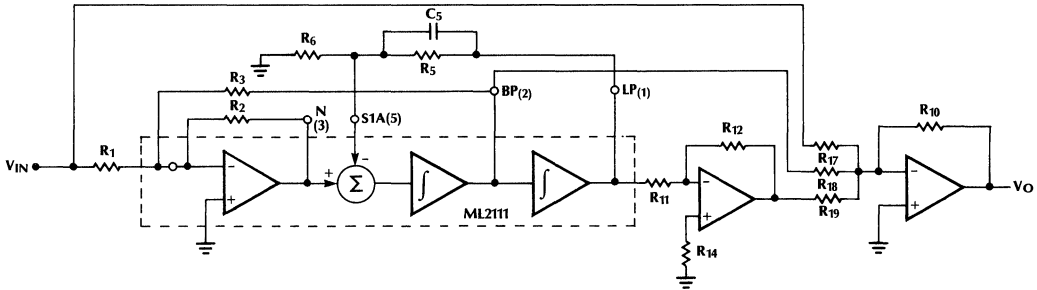 C5
R6
R5
R3
BP(2)
LP(1)
R2
N
(3)
S1A(5)
R10
R12
R1
VIN
−
+
−
+
Σ
∫
∫
ML2111
R11
−
+
R14
R17
R18
R19
−
+
VO